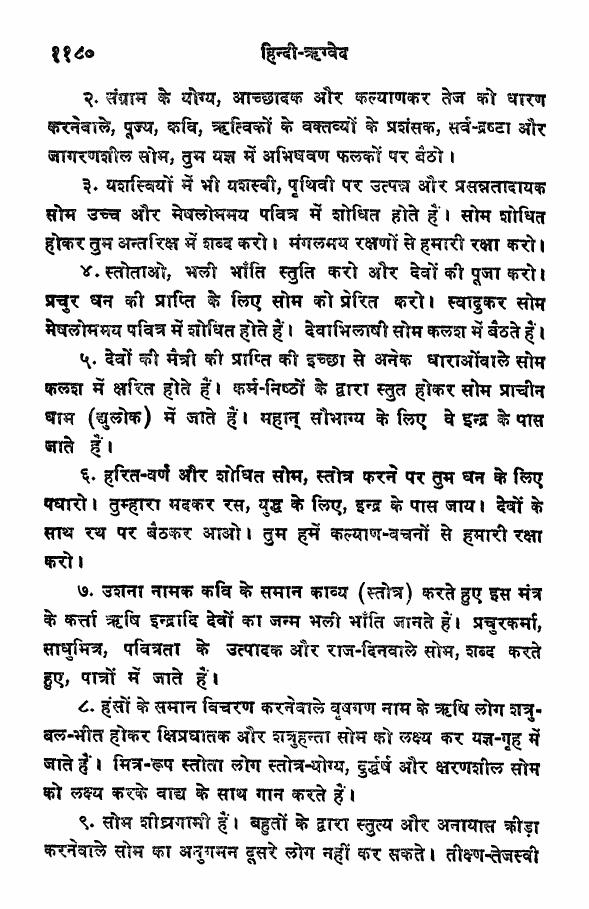 ११८० हिन्दी-ऋग्वेद
२. संग्राम के योग्य, आच्छादक और कल्याणकर तेज को धारण
करनेवाले, पूज्य, कवि, ऋत्विकों के वक्तव्यों के प्रशंसक, सर्व-द्रष्टा और
जागरणशील सोम, तुम यज्ञ में अभिषवण फलकों पर बैठो।
३. यशस्वियों में भी यशस्वी, पृथिवी पर उत्पन्न और प्रसन्नतादायक
सोम उच्च और मेषलोममय पवित्र में शोधित होते हैं। सोम शोधित
होकर तुम अन्तरिक्ष में शब्द करो। मंगलमय रक्षणों से हमारी रक्षा करो।
४. स्तोताओ, भली भाँति स्तुति करो और देवों की पूजा करो।
प्रचुर धन की प्राप्ति के लिए सोम को प्रेरित करो। स्वादुकर सोम
मेषलोममय पवित्र में शोधित होते हैं। देवाभिलाषी सोम कलश में बैठते हैं।
५. देवों की मैत्री की प्राप्ति की इच्छा से अनेक धाराओंवाले सोम
कलश में क्षरित होते हैं। कर्म-निष्ठों के द्वारा स्तुत होकर सोम प्राचीन
धाम (द्युलोक) में जाते हैं। महान् सौभाग्य के लिए वे इन्द्र के पास
जाते हैं।
६. हरित-वर्ण और शोधित सोम, स्तोत्र करने पर तुम धन के लिए
पधारो। तुम्हारा मदकर रस, युद्ध के लिए, इन्द्र के पास जाय। देवों के
साथ रथ पर बैठकर आओ। तुम हमें कल्याण-वचनों से हमारी रक्षा
करो।
७. उशना नामक कवि के समान काव्य (स्तोत्र) करते हुए इस मंत्र
के कर्त्ता ऋषि इन्द्रादि देवों का जन्म भली भाँति जानते हैं। प्रचुरकर्मा,
साधुमित्र, पवित्रता के उत्पादक और राज-दिनवाले सोम, शब्द करते
हुए, पात्रों में जाते हैं।
८. हंसों के समान विचरण करनेवाले वृषगण नाम के ऋषि लोग शत्रु-
बल-भीत होकर क्षिप्रघातक और शत्रुहन्ता सोम को लक्ष्य कर यज्ञ-गृह में
जाते हैं। मित्र-रूप स्तोता लोग स्तोत्र-योग्य, दुर्द्धर्ष और क्षरणशील सोम
को लक्ष्य करके वाद्य के साथ गान करते हैं।
९. सोम शीघ्रगामी हैं। बहुतों के द्वारा स्तुत्य और अनायास क्रीड़ा
करनेवाले सोम का अनुगमन दूसरे लोग नहीं कर सकते। तीक्ष्ण-तेजस्वी